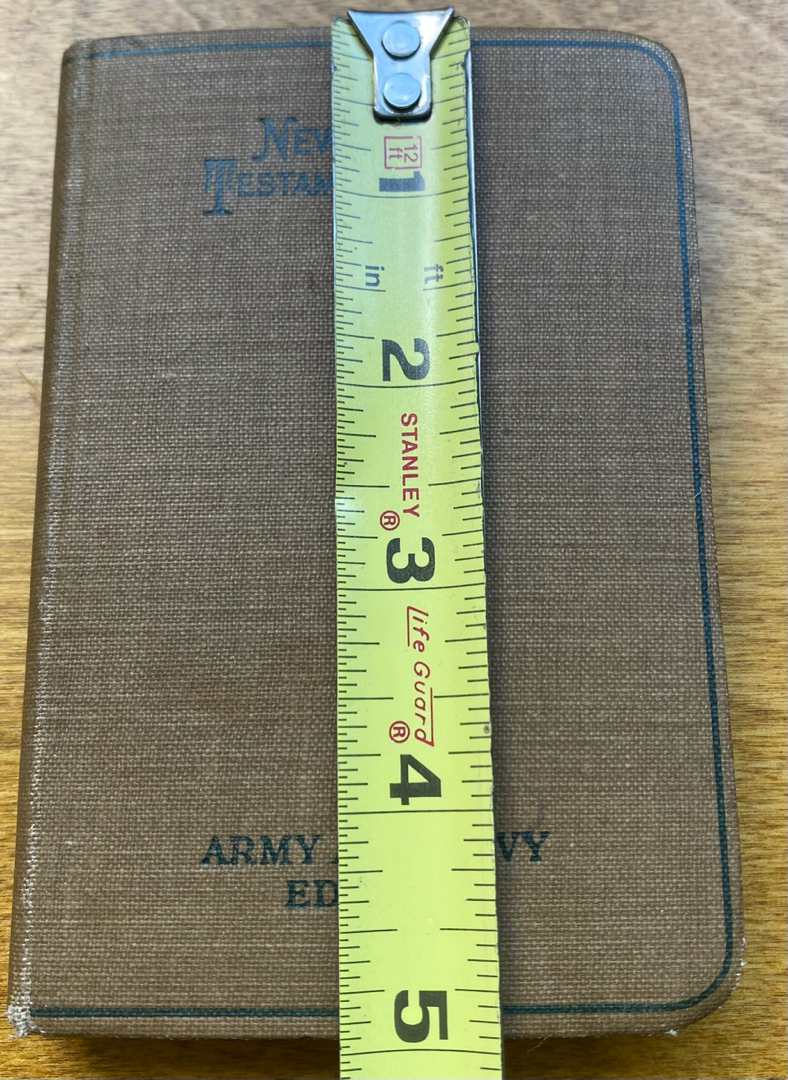 NEW
TESTAM
12
ft
1
in ft
2
STANLEY
®
3
Life Guard
®
4
ARMY A VY
ED
5